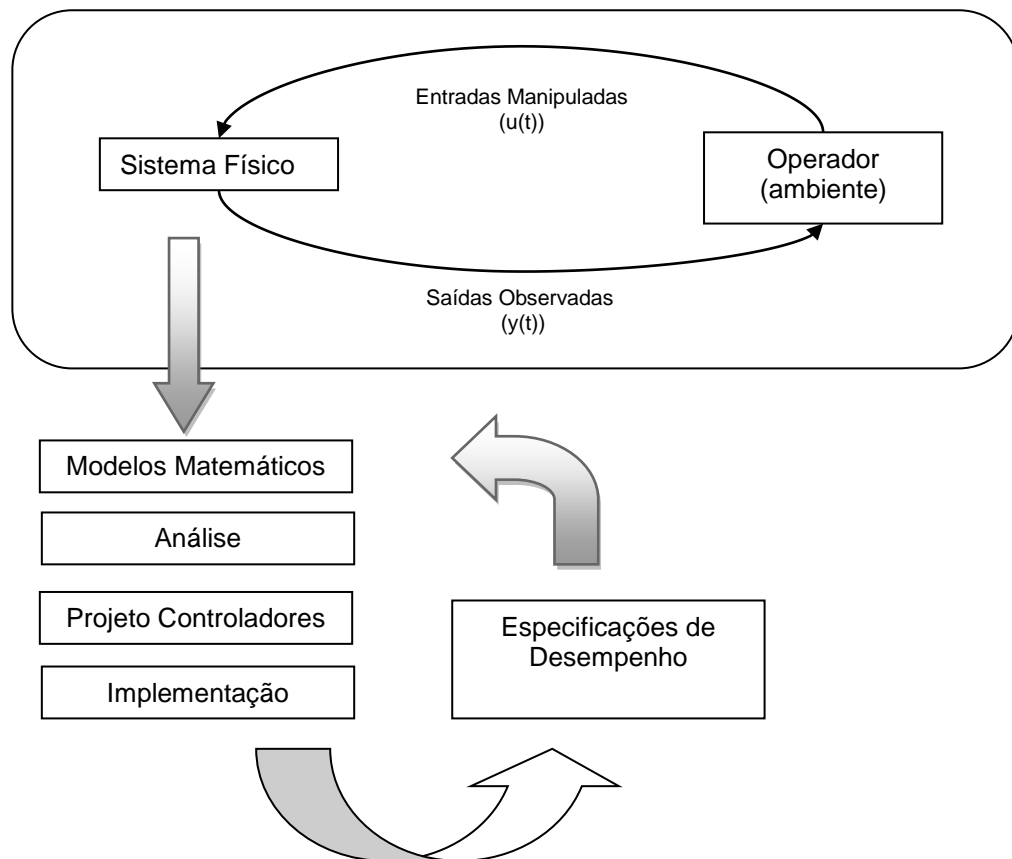 Entradas Manipuladas
(u(t))
Sistema Físico
Operador
(ambiente)
Saídas Observadas
(y(t))
Modelos Matemáticos
Análise
Projeto Controladores
Implementação
Especificações de
Desempenho